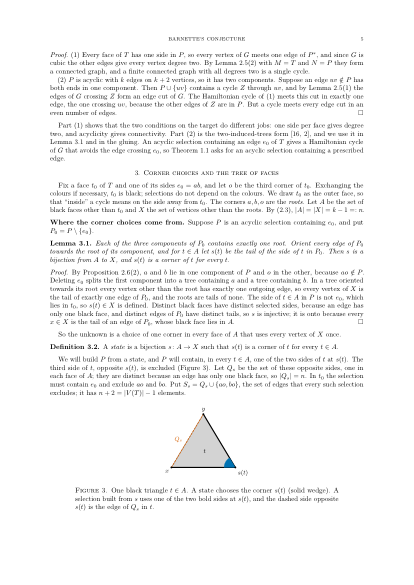 BARNETTE'S CONJECTURE 5
Proof. (1) Every face of T has one side in P, so every vertex of G meets one edge of P*, and since G is
cubic the other edges give every vertex degree two. By Lemma 2.5(2) with M = T and N = P they form
a connected graph, and a finite connected graph with all degrees two is a single cycle.
(2) P is acyclic with k edges on k + 2 vertices, so it has two components. Suppose an edge uv ∉ P has
both ends in one component. Then P ∪ {uv} contains a cycle Z through uv, and by Lemma 2.5(1) the
edges of G crossing Z form an edge cut of G. The Hamiltonian cycle of (1) meets this cut in exactly one
edge, the one crossing uv, because the other edges of Z are in P. But a cycle meets every edge cut in an
even number of edges. □
Part (1) shows that the two conditions on the target do different jobs: one side per face gives degree
two, and acyclicity gives connectivity. Part (2) is the two-induced-trees form [16, 2], and we use it in
Lemma 3.1 and in the gluing. An acyclic selection containing an edge e₀ of T gives a Hamiltonian cycle
of G that avoids the edge crossing e₀, so Theorem 1.1 asks for an acyclic selection containing a prescribed
edge.
3. Corner choices and the tree of faces
Fix a face t₀ of T and one of its sides e₀ = ab, and let o be the third corner of t₀. Exchanging the
colours if necessary, t₀ is black; selections do not depend on the colours. We draw t₀ as the outer face, so
that "inside" a cycle means on the side away from t₀. The corners a, b, o are the roots. Let A be the set of
black faces other than t₀ and X the set of vertices other than the roots. By (2.3), |A| = |X| = k − 1 =: n.
Where the corner choices come from. Suppose P is an acyclic selection containing e₀, and put
P₀ = P \ {e₀}.
Lemma 3.1. Each of the three components of P₀ contains exactly one root. Orient every edge of P₀
towards the root of its component, and for t ∈ A let s(t) be the tail of the side of t in P₀. Then s is a
bijection from A to X, and s(t) is a corner of t for every t.
Proof. By Proposition 2.6(2), a and b lie in one component of P and o in the other, because ao ∉ P.
Deleting e₀ splits the first component into a tree containing a and a tree containing b. In a tree oriented
towards its root every vertex other than the root has exactly one outgoing edge, so every vertex of X is
the tail of exactly one edge of P₀, and the roots are tails of none. The side of t ∈ A in P is not e₀, which
lies in t₀, so s(t) ∈ X is defined. Distinct black faces have distinct selected sides, because an edge has
only one black face, and distinct edges of P₀ have distinct tails, so s is injective; it is onto because every
x ∈ X is the tail of an edge of P₀, whose black face lies in A. □
So the unknown is a choice of one corner in every face of A that uses every vertex of X once.
Definition 3.2. A state is a bijection s: A → X such that s(t) is a corner of t for every t ∈ A.
We will build P from a state, and P will contain, in every t ∈ A, one of the two sides of t at s(t). The
third side of t, opposite s(t), is excluded (Figure 3). Let Qₛ be the set of these opposite edges, one in
each face of A; they are distinct because an edge has only one black face, so |Qₛ| = n. In t₀ the selection
must contain e₀ and exclude ao and bo. Put Sₛ = Qₛ ∪ {ao, bo}, the set of edges that every such selection
excludes; it has n + 2 = |V(T)| − 1 elements.
Qₛ
t
s(t)
Figure 3. One black triangle t ∈ A. A state chooses the corner s(t) (solid wedge). A
selection built from s uses one of the two bold sides at s(t), and the dashed side opposite
s(t) is the edge of Qₛ in t.